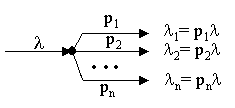 p₁ λ₁= p₁λ
λ p₂ λ₂= p₂λ
• • •
pₙ λₙ= pₙλ